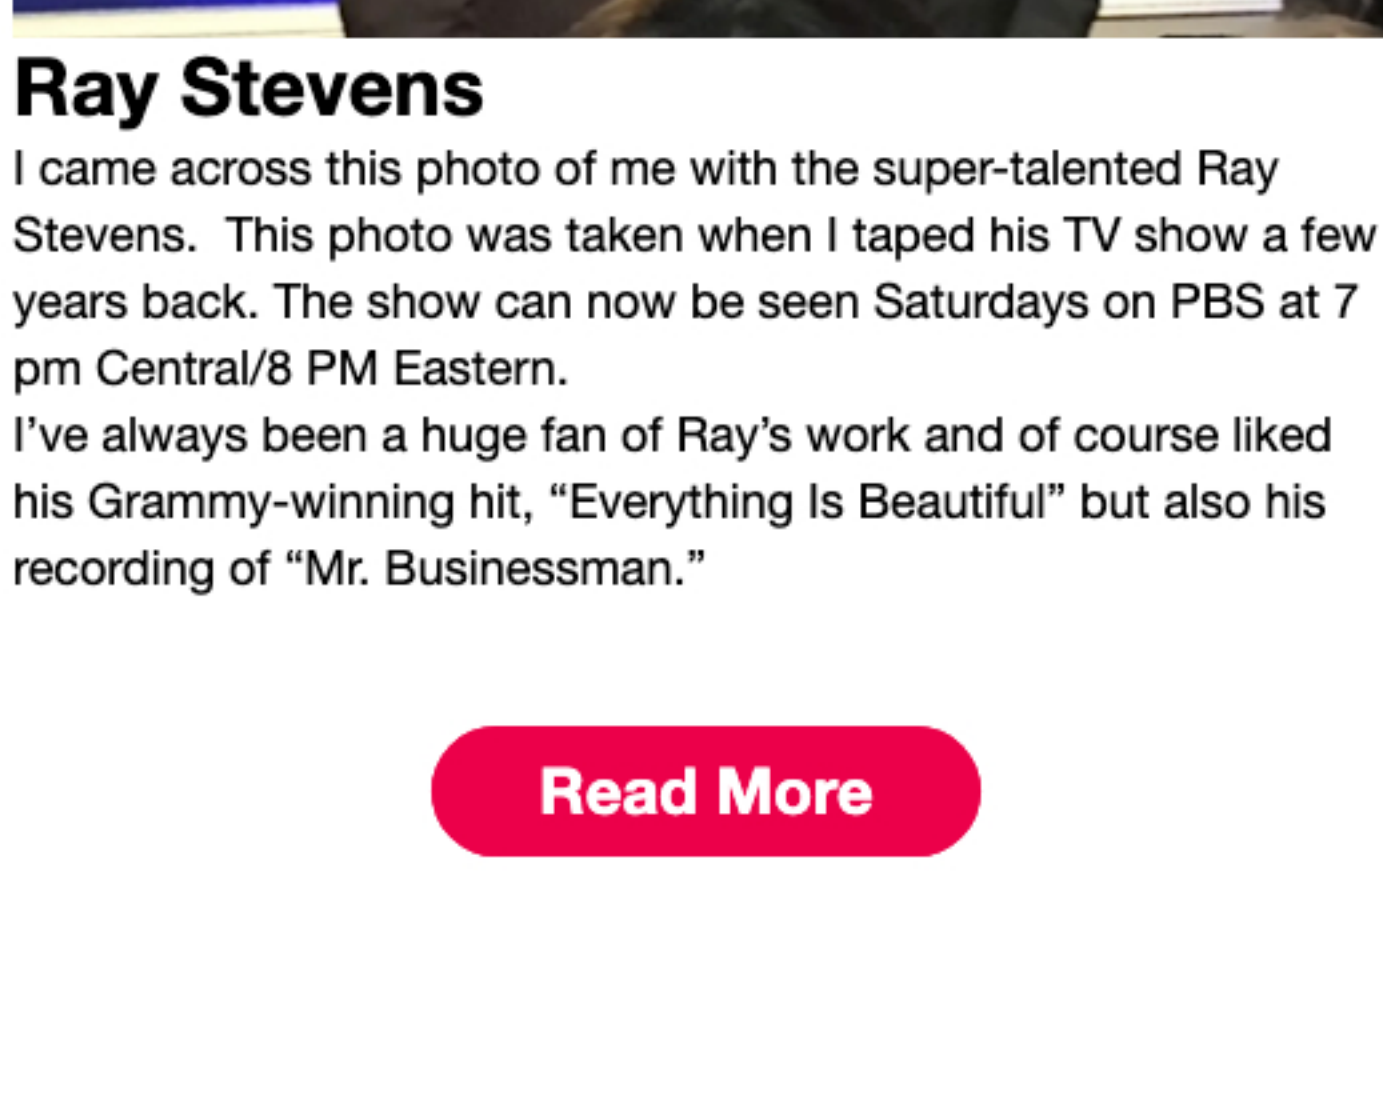 Ray Stevens
I came across this photo of me with the super-talented Ray
Stevens.  This photo was taken when I taped his TV show a few
years back. The show can now be seen Saturdays on PBS at 7
pm Central/8 PM Eastern.
I’ve always been a huge fan of Ray’s work and of course liked
his Grammy-winning hit, “Everything Is Beautiful” but also his
recording of “Mr. Businessman.”
Read More